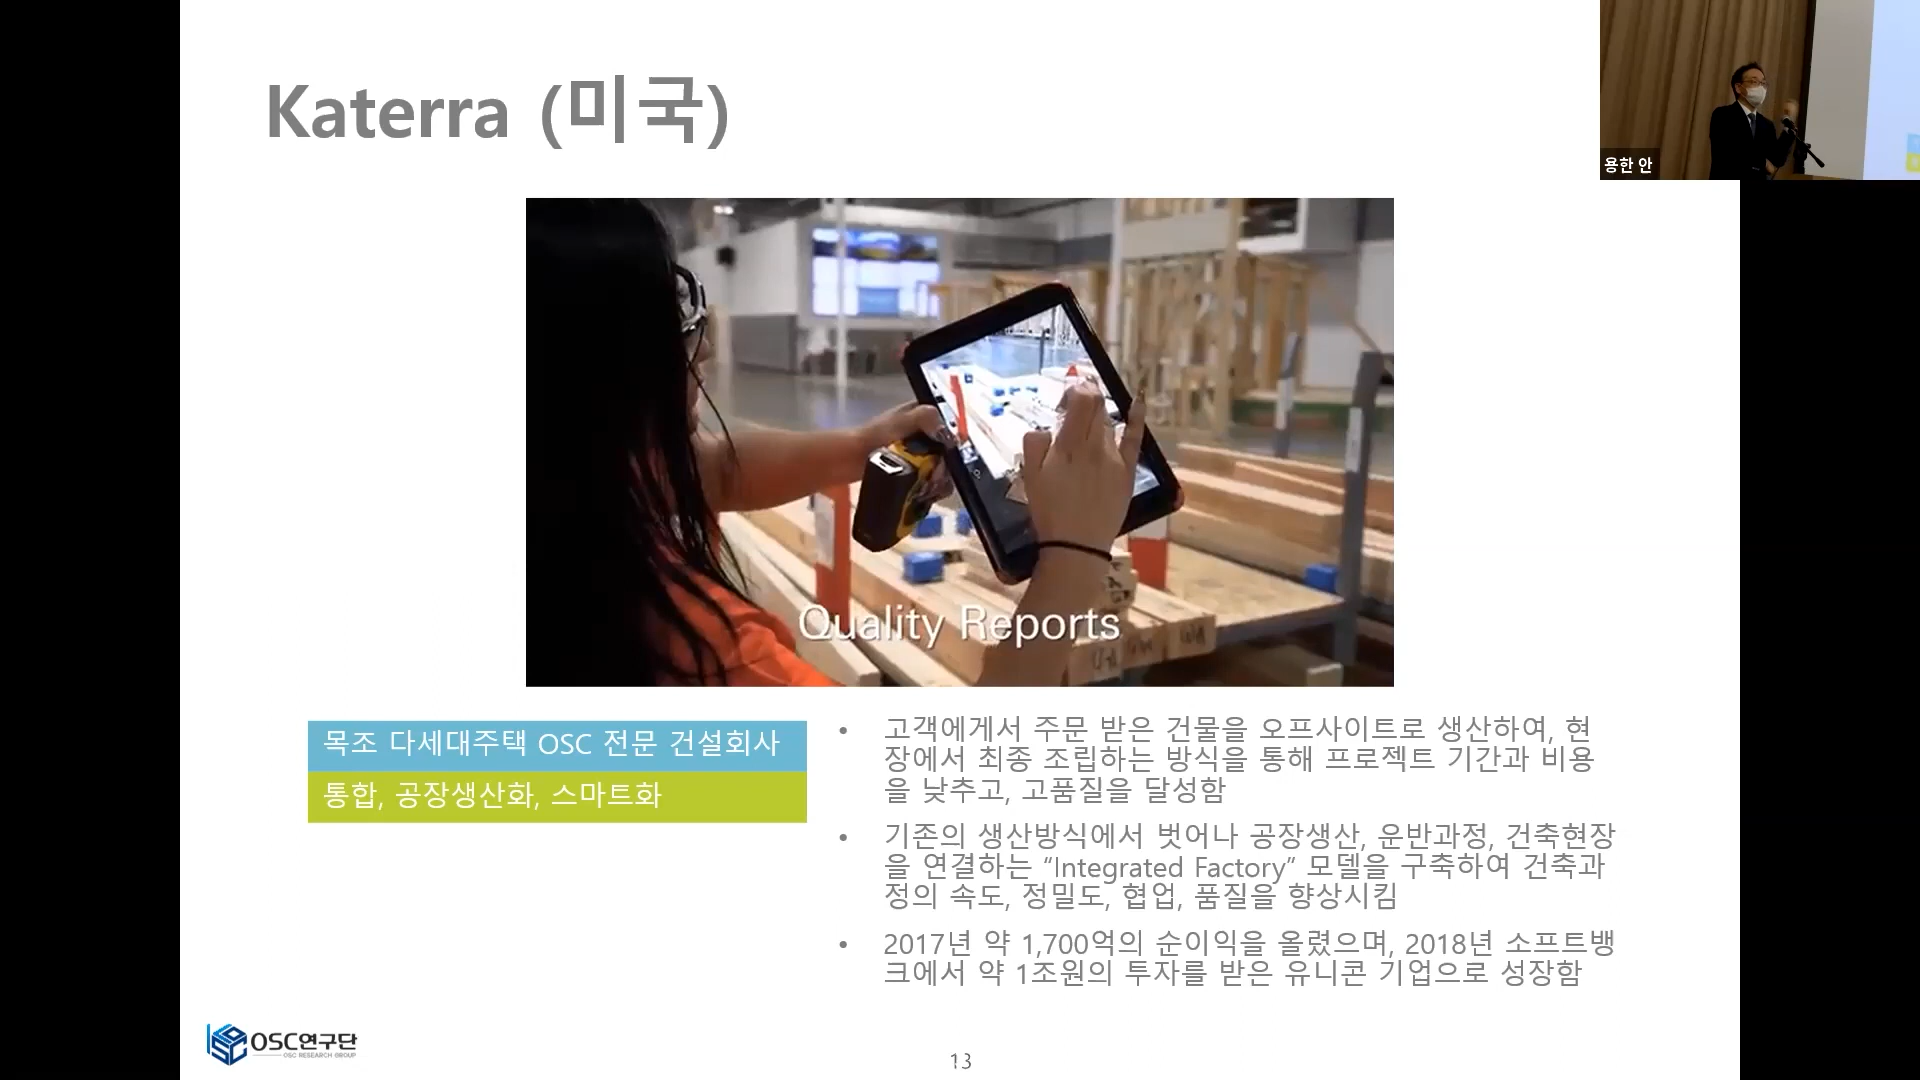 Katerra (미국)
용한 안
Quality Reports
목조 다세대주택 OSC 전문 건설회사
통합, 공장생산화, 스마트화
• 고객에게서 주문 받은 건물을 오프사이트로 생산하여, 현
장에서 최종 조립하는 방식을 통해 프로젝트 기간과 비용
을 낮추고, 고품질을 달성함
• 기존의 생산방식에서 벗어나 공장생산, 운반과정, 건축현장
을 연결하는 “Integrated Factory” 모델을 구축하여 건축과
정의 속도, 정밀도, 협업, 품질을 향상시킴
• 2017년 약 1,700억의 순이익을 올렸으며, 2018년 소프트뱅
크에서 약 1조원의 투자를 받은 유니콘 기업으로 성장함
OSC연구단
OSC RESEARCH GROUP
13